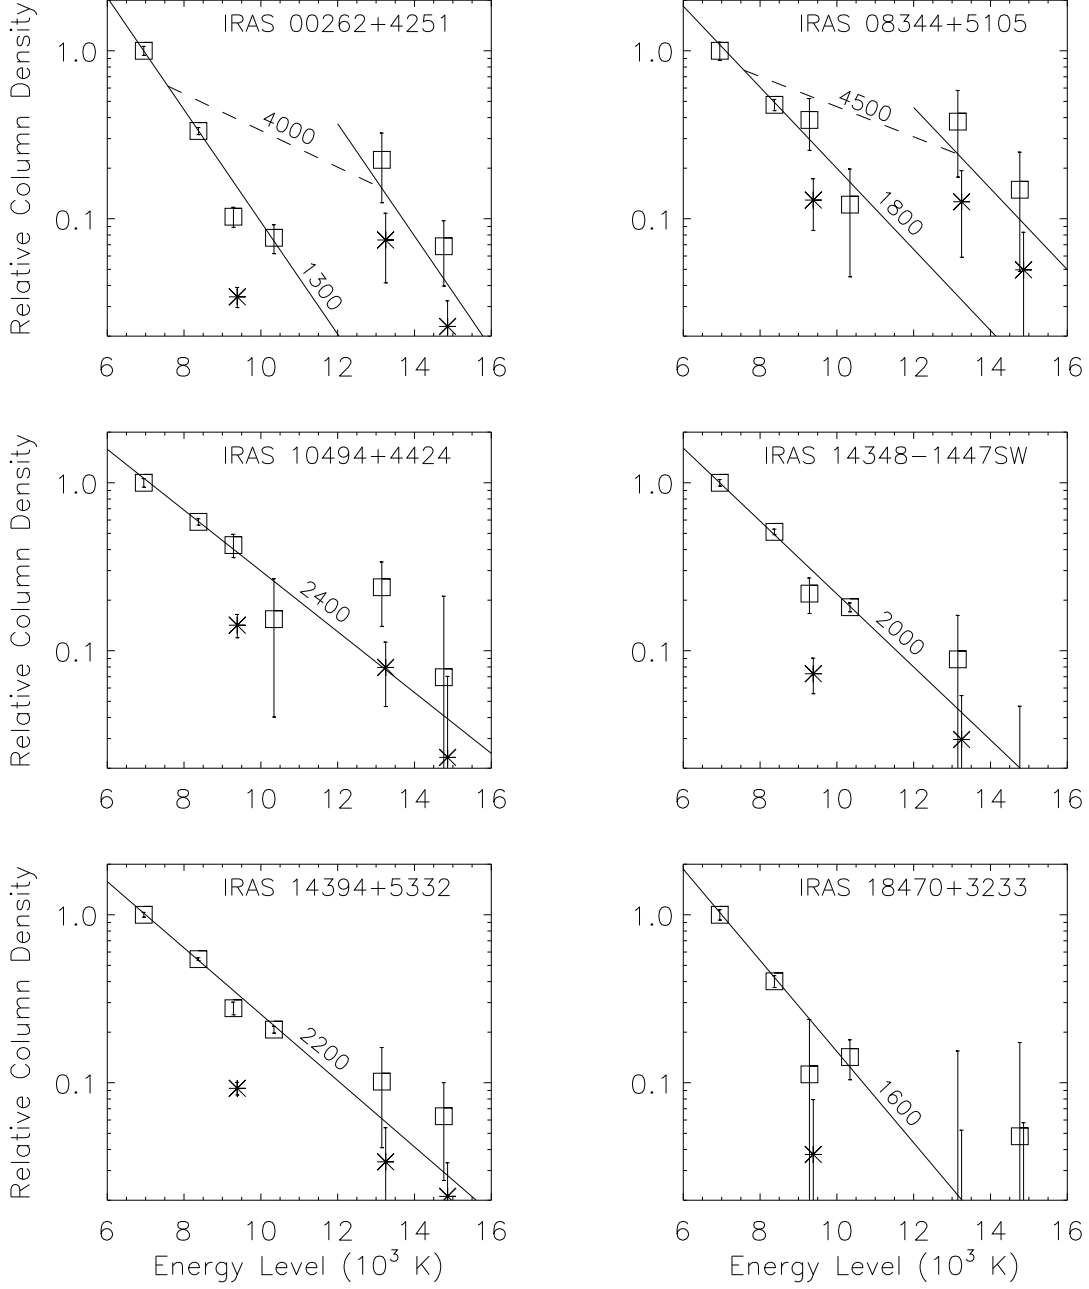 IRAS 00262+4251
Relative Column Density
1.0
0.1
4000
1300
6 8 10 12 14 16
IRAS 08344+5105
1.0
0.1
4500
1800
6 8 10 12 14 16
IRAS 10494+4424
Relative Column Density
1.0
0.1
2400
6 8 10 12 14 16
IRAS 14348−1447SW
1.0
0.1
2000
6 8 10 12 14 16
IRAS 14394+5332
Relative Column Density
1.0
0.1
2200
6 8 10 12 14 16
Energy Level (10³ K)
IRAS 18470+3233
1.0
0.1
1600
6 8 10 12 14 16
Energy Level (10³ K)